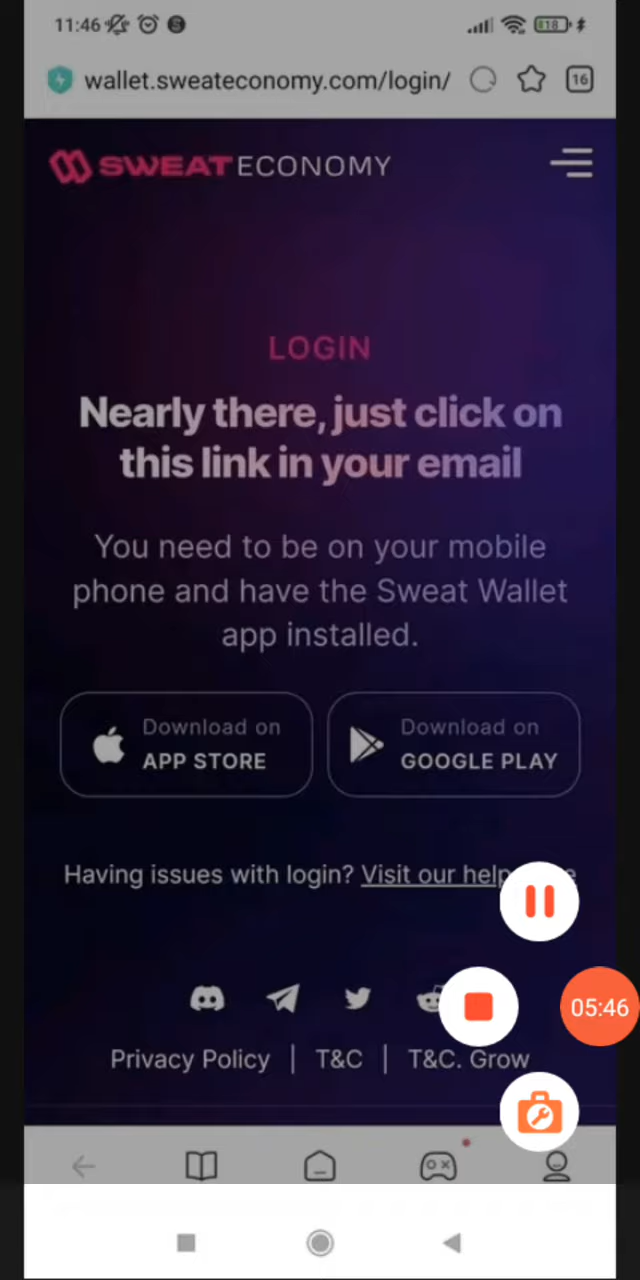 11:46
18
wallet.sweateconomy.com/login/
16
SWEATECONOMY
LOGIN
Nearly there, just click on
this link in your email
You need to be on your mobile
phone and have the Sweat Wallet
app installed.
Download on
APP STORE
Download on
GOOGLE PLAY
Having issues with login? Visit our help
05:46
Privacy Policy | T&C | T&C. Grow